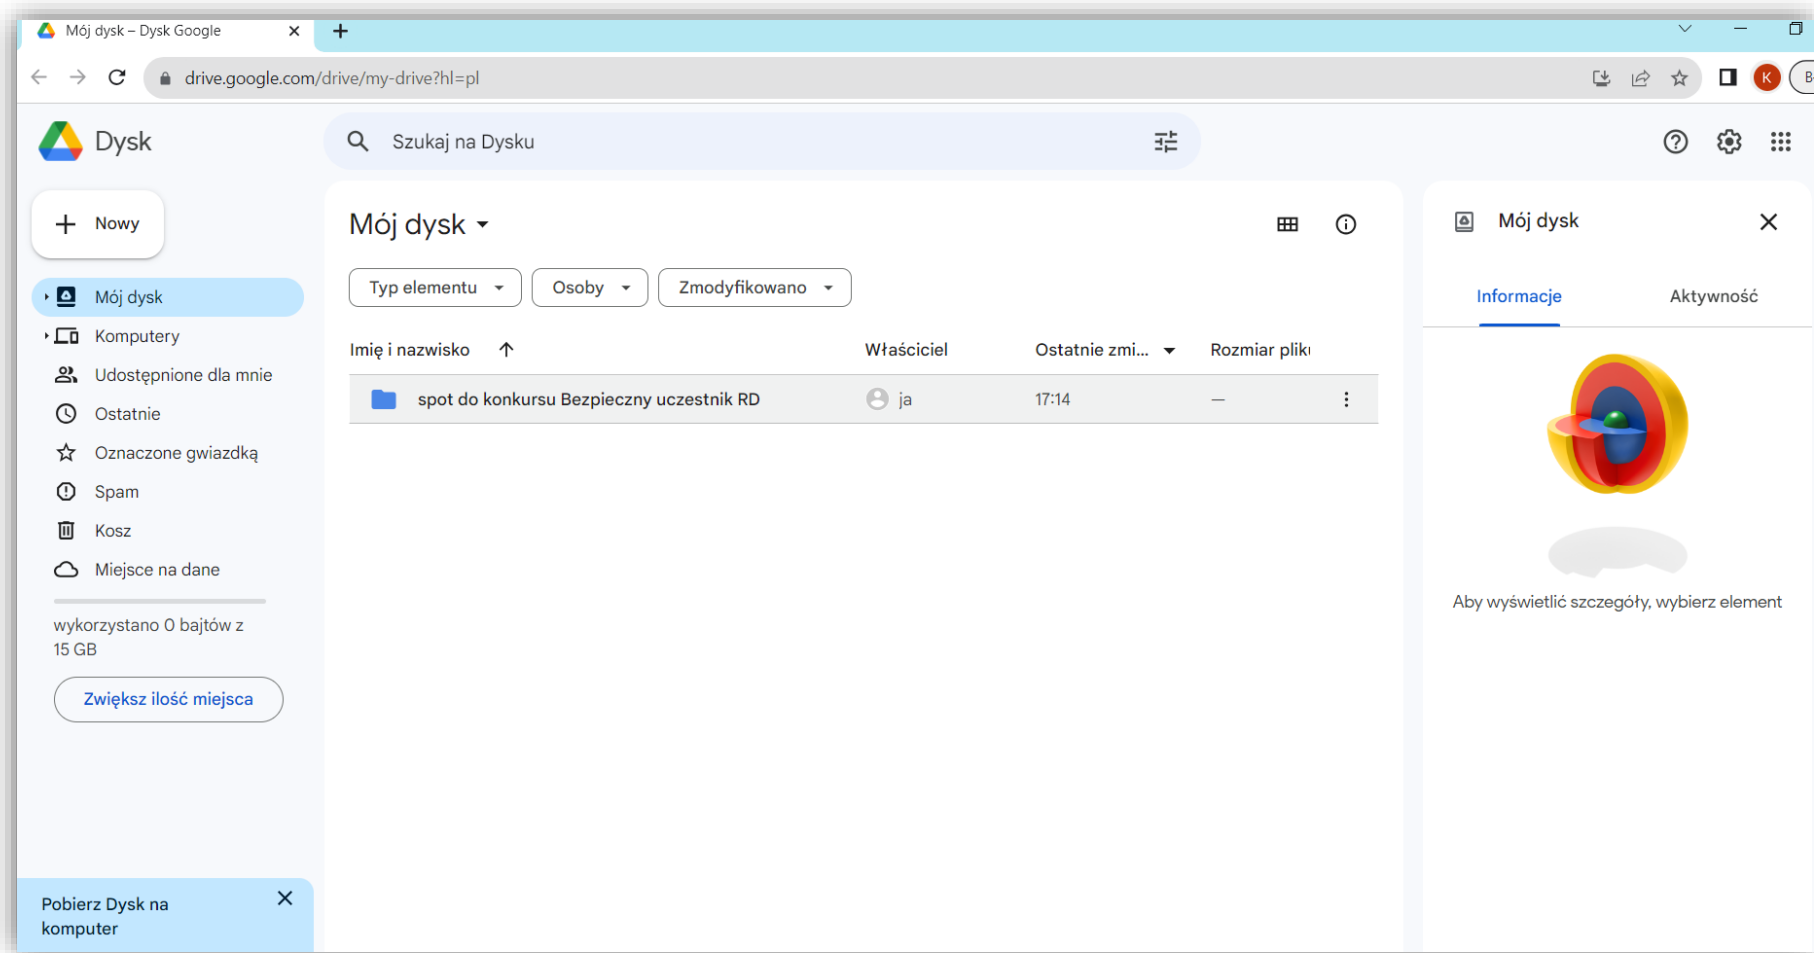 Mój dysk – Dysk Google
drive.google.com/drive/my-drive?hl=pl
K
B
Dysk
Szukaj na Dysku
Nowy
Mój dysk
Komputery
Udostępnione dla mnie
Ostatnie
Oznaczone gwiazdką
Spam
Kosz
Miejsce na dane
wykorzystano 0 bajtów z
15 GB
Zwiększ ilość miejsca
Pobierz Dysk na
komputer
Mój dysk
Typ elementu
Osoby
Zmodyfikowano
Imię i nazwisko Właściciel Ostatnie zmi... Rozmiar pliku
spot do konkursu Bezpieczny uczestnik RD ja 17:14 —
Mój dysk
Informacje Aktywność
Aby wyświetlić szczegóły, wybierz element